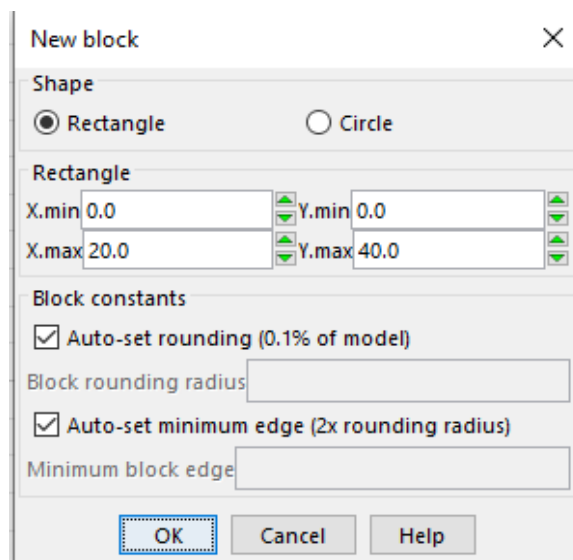 New block
Shape
Rectangle Circle
Rectangle
X.min 0.0 Y.min 0.0
X.max 20.0 Y.max 40.0
Block constants
Auto-set rounding (0.1% of model)
Block rounding radius
Auto-set minimum edge (2x rounding radius)
Minimum block edge
OK Cancel Help